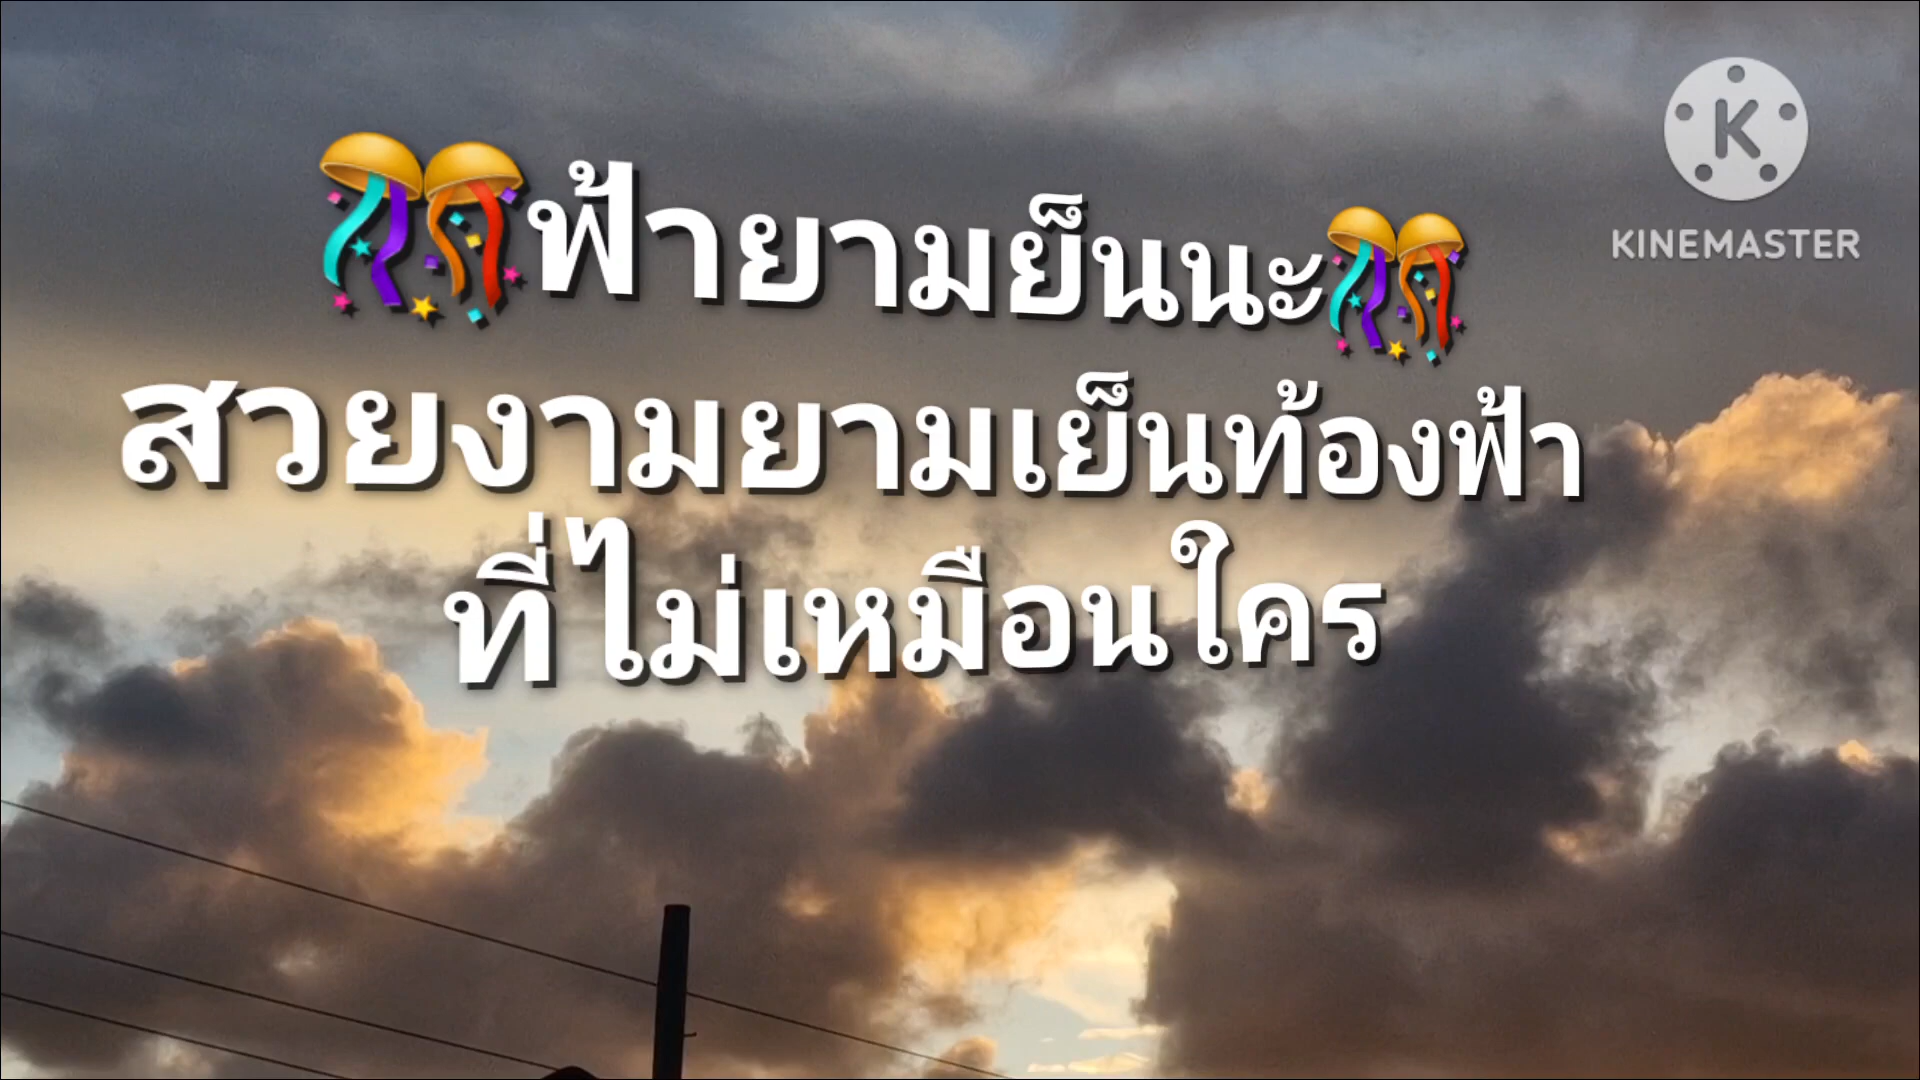 🎊ฟ้ายามย็นนะ🎊
สวยงามยามเย็นท้องฟ้า
ที่ไม่เหมือนใคร
K
KINEMASTER